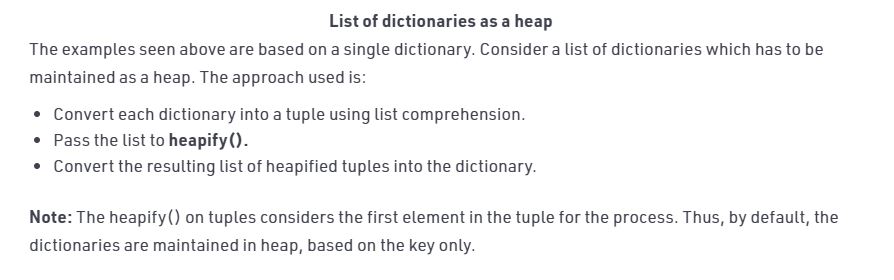 List of dictionaries as a heap
The examples seen above are based on a single dictionary. Consider a list of dictionaries which has to be
maintained as a heap. The approach used is:
• Convert each dictionary into a tuple using list comprehension.
• Pass the list to heapify().
• Convert the resulting list of heapified tuples into the dictionary.
Note: The heapify() on tuples considers the first element in the tuple for the process. Thus, by default, the
dictionaries are maintained in heap, based on the key only.